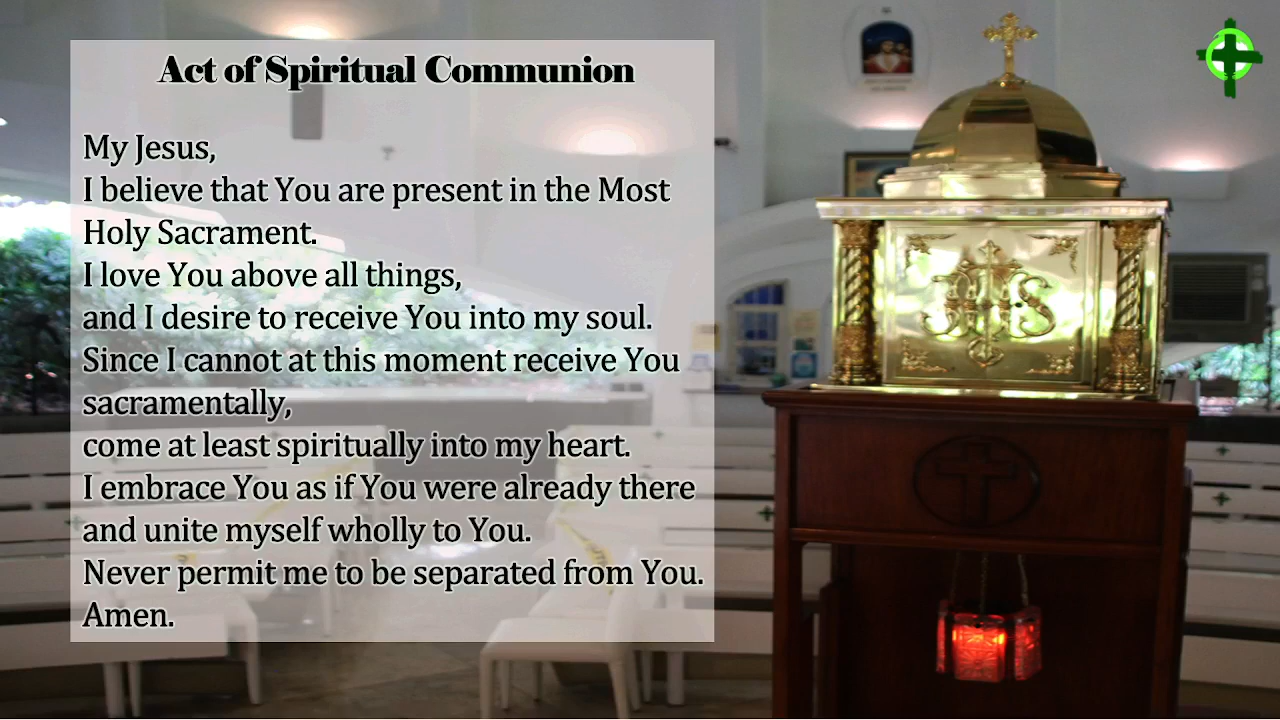 Act of Spiritual Communion
My Jesus,
I believe that You are present in the Most
Holy Sacrament.
I love You above all things,
and I desire to receive You into my soul.
Since I cannot at this moment receive You
sacramentally,
come at least spiritually into my heart.
I embrace You as if You were already there
and unite myself wholly to You.
Never permit me to be separated from You.
Amen.
IHS